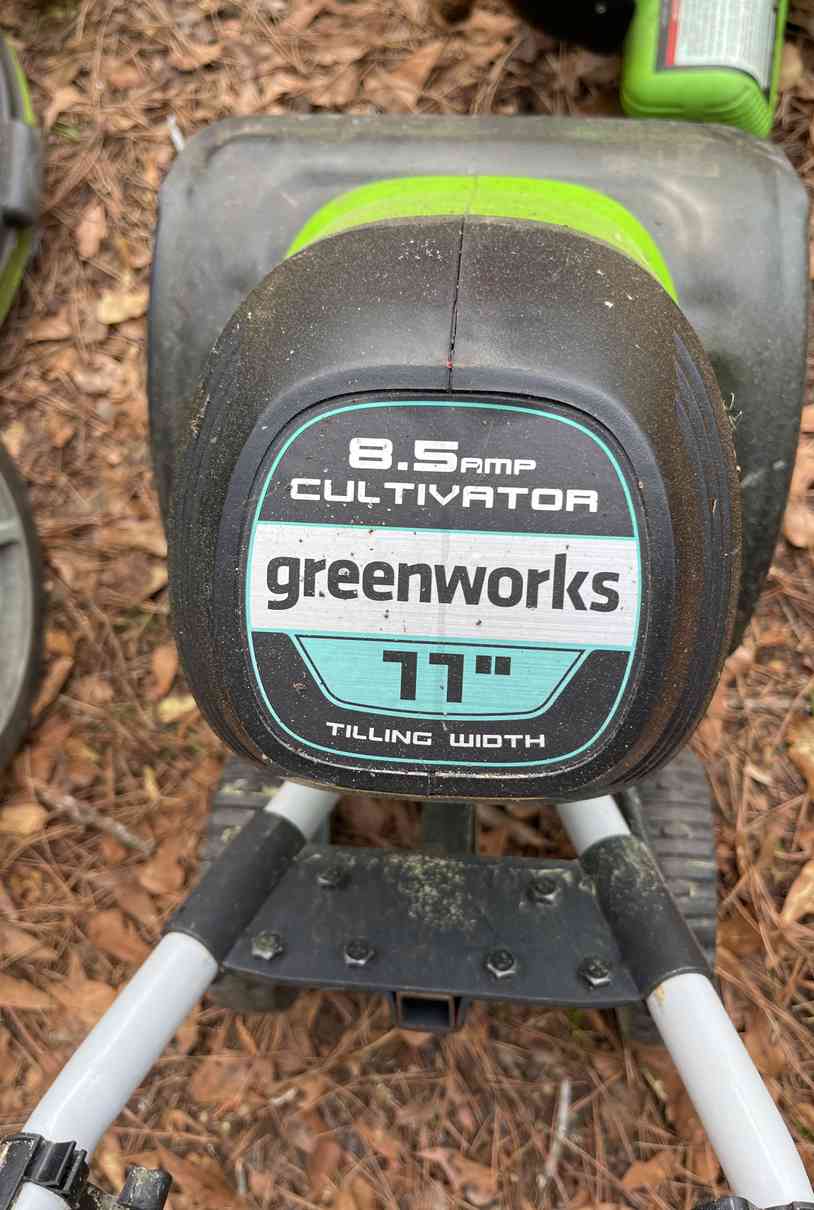 8.5AMP
CULTIVATOR
greenworks
11"
TILLING WIDTH